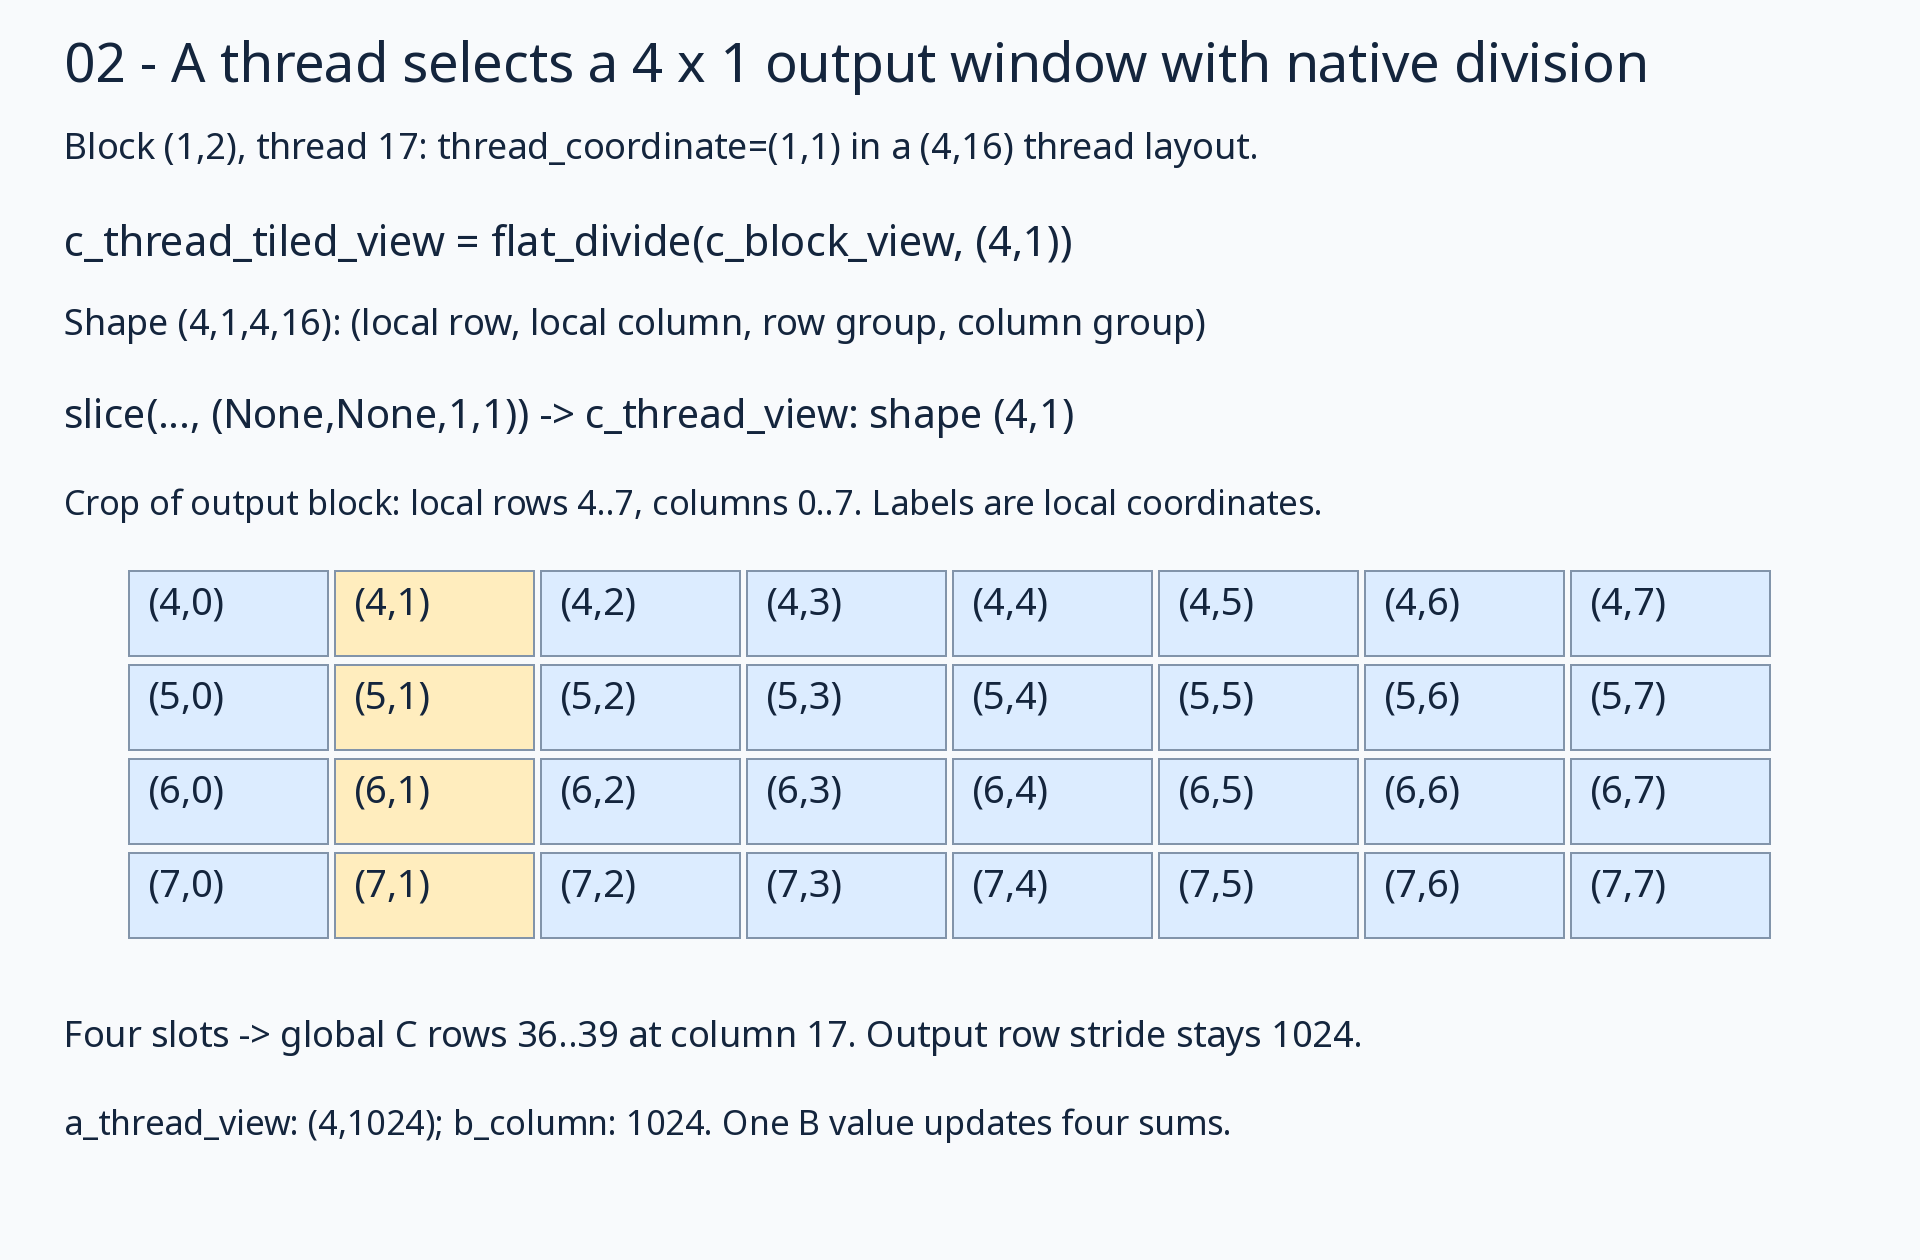 02 - A thread selects a 4 x 1 output window with native division
Block (1,2), thread 17: thread_coordinate=(1,1) in a (4,16) thread layout.
c_thread_tiled_view = flat_divide(c_block_view, (4,1))
Shape (4,1,4,16): (local row, local column, row group, column group)
slice(..., (None,None,1,1)) -> c_thread_view: shape (4,1)
Crop of output block: local rows 4..7, columns 0..7. Labels are local coordinates.
(4,0) (4,1) (4,2) (4,3) (4,4) (4,5) (4,6) (4,7)
(5,0) (5,1) (5,2) (5,3) (5,4) (5,5) (5,6) (5,7)
(6,0) (6,1) (6,2) (6,3) (6,4) (6,5) (6,6) (6,7)
(7,0) (7,1) (7,2) (7,3) (7,4) (7,5) (7,6) (7,7)
Four slots -> global C rows 36..39 at column 17. Output row stride stays 1024.
a_thread_view: (4,1024); b_column: 1024. One B value updates four sums.